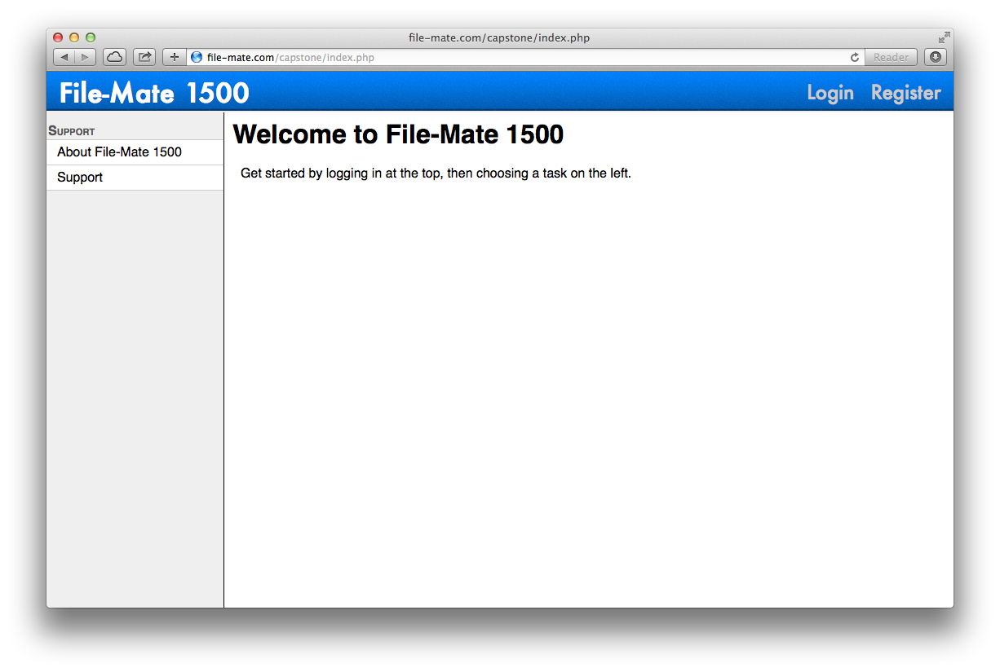 file-mate.com/capstone/index.php
file-mate.com/capstone/index.php
Reader
File-Mate 1500
Login
Register
Support
About File-Mate 1500
Support
Welcome to File-Mate 1500
Get started by logging in at the top, then choosing a task on the left.